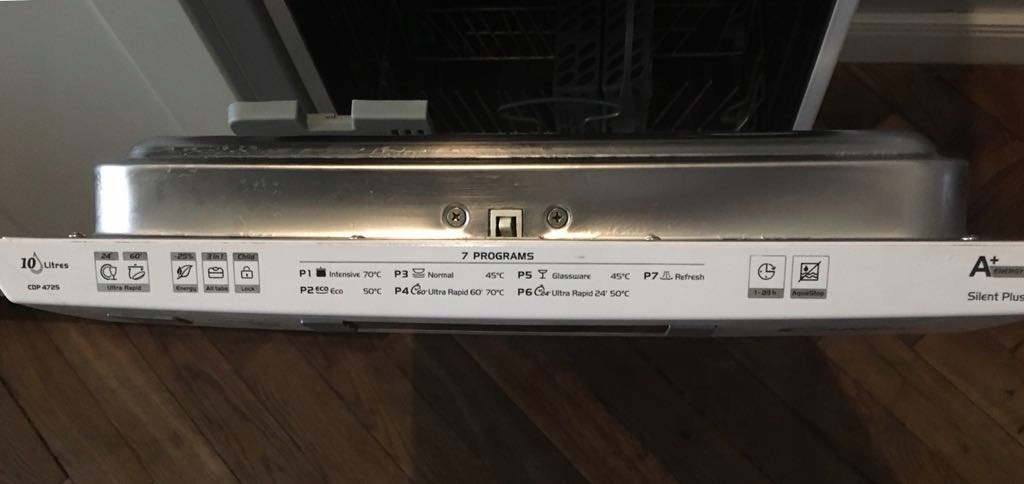 10 Litres
CDP 4725
24' 60'
Ultra Rapid
-25%
Energy
3 in 1
All tabs
Child
Lock
7 PROGRAMS
P1 Intensive 70°C
P2 eco Eco 50°C
P3 Normal 45°C
P4 60' Ultra Rapid 60' 70°C
P5 Glassware 45°C
P6 24' Ultra Rapid 24' 50°C
P7 Refresh
1-23 h
AquaStop
A+ ENERGY
Silent Plus